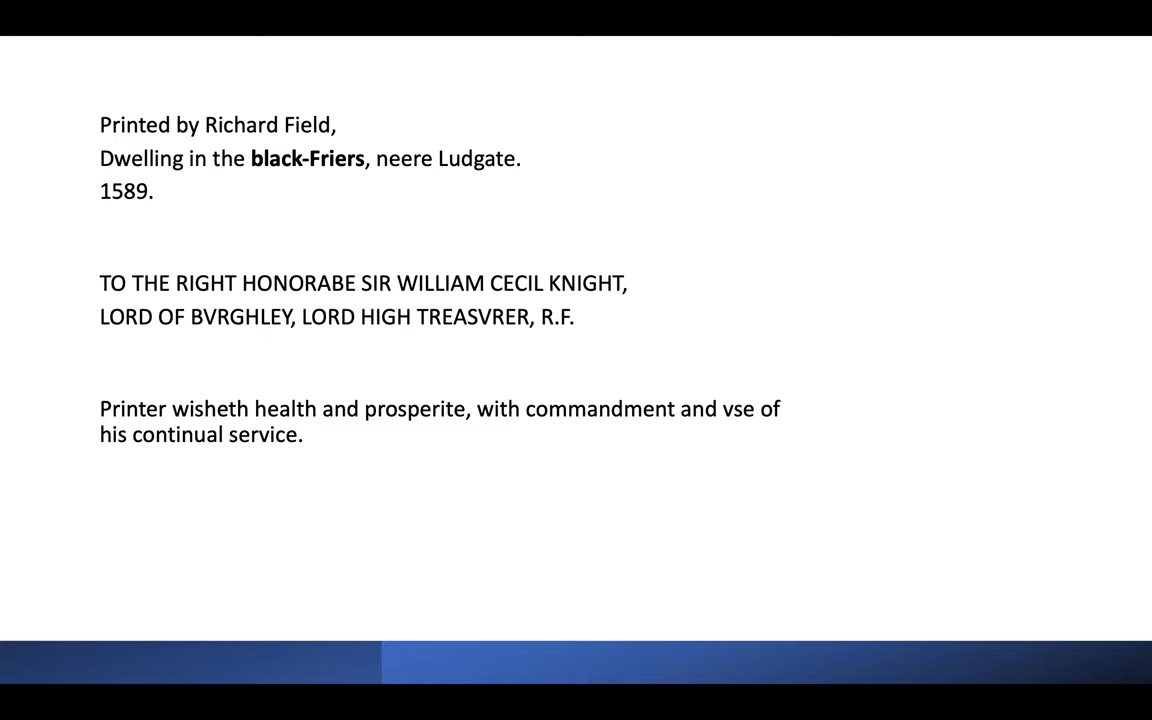 Printed by Richard Field,
Dwelling in the black-Friers, neere Ludgate.
1589.
TO THE RIGHT HONORABE SIR WILLIAM CECIL KNIGHT,
LORD OF BVRGHLEY, LORD HIGH TREASVRER, R.F.
Printer wisheth health and prosperite, with commandment and vse of
his continual service.